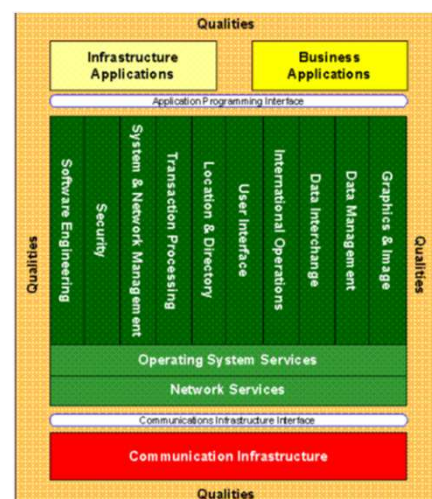 Qualities
Infrastructure
Applications
Business
Applications
Application Programming Interface
Qualities
Software Engineering
Security
System & Network Management
Transaction Processing
Location & Directory
User Interface
International Operations
Data Interchange
Data Management
Graphics & Image
Qualities
Operating System Services
Network Services
Communications Infrastructure Interface
Communication Infrastructure
Qualities